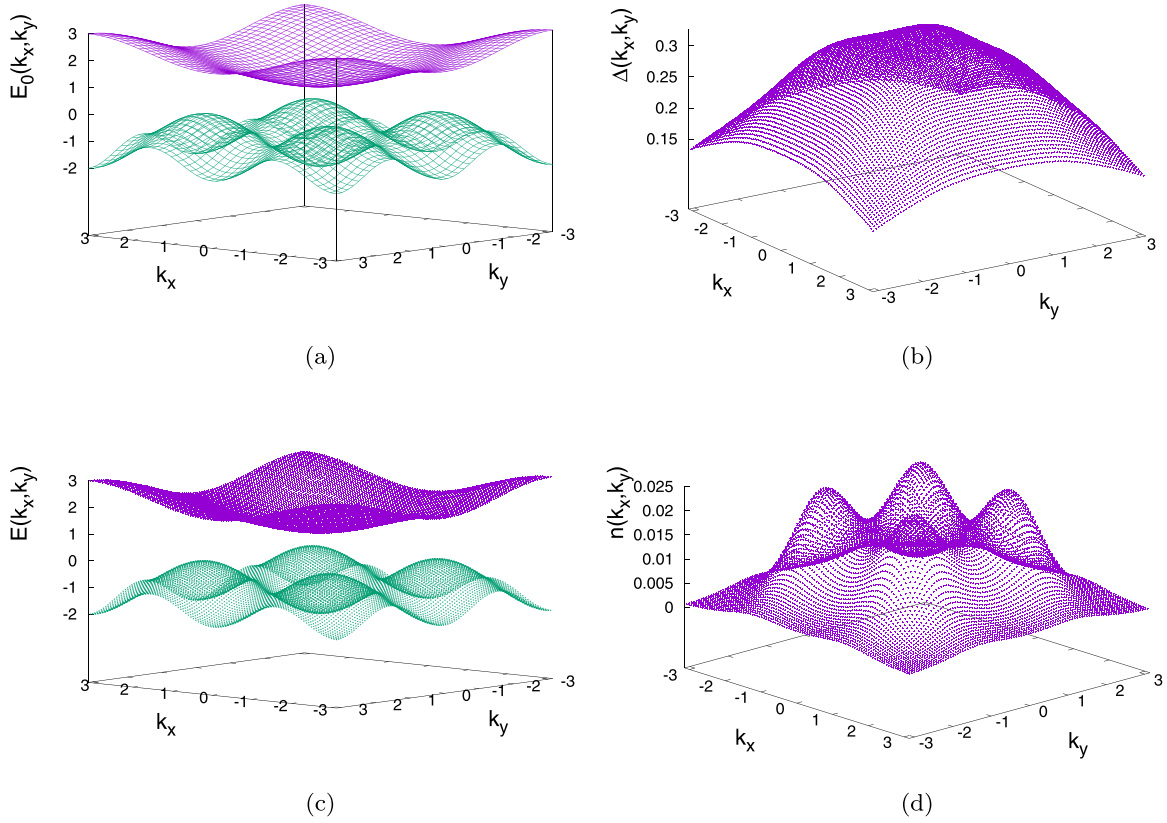 E0(kx,ky)
3
2
1
0
-1
-2
3 2 1 0 -1 -2 -3
kx
3 2 1 0 -1 -2 -3
ky
(a)
Δ(kx,ky)
0.3
0.25
0.2
0.15
-3 -2 -1 0 1 2 3
kx
-3 -2 -1 0 1 2 3
ky
(b)
E(kx,ky)
3
2
1
0
-1
-2
3 2 1 0 -1 -2 -3
kx
3 2 1 0 -1 -2 -3
ky
(c)
n(kx,ky)
0.025
0.02
0.015
0.01
0.005
0
-3 -2 -1 0 1 2 3
kx
-3 -2 -1 0 1 2 3
ky
(d)